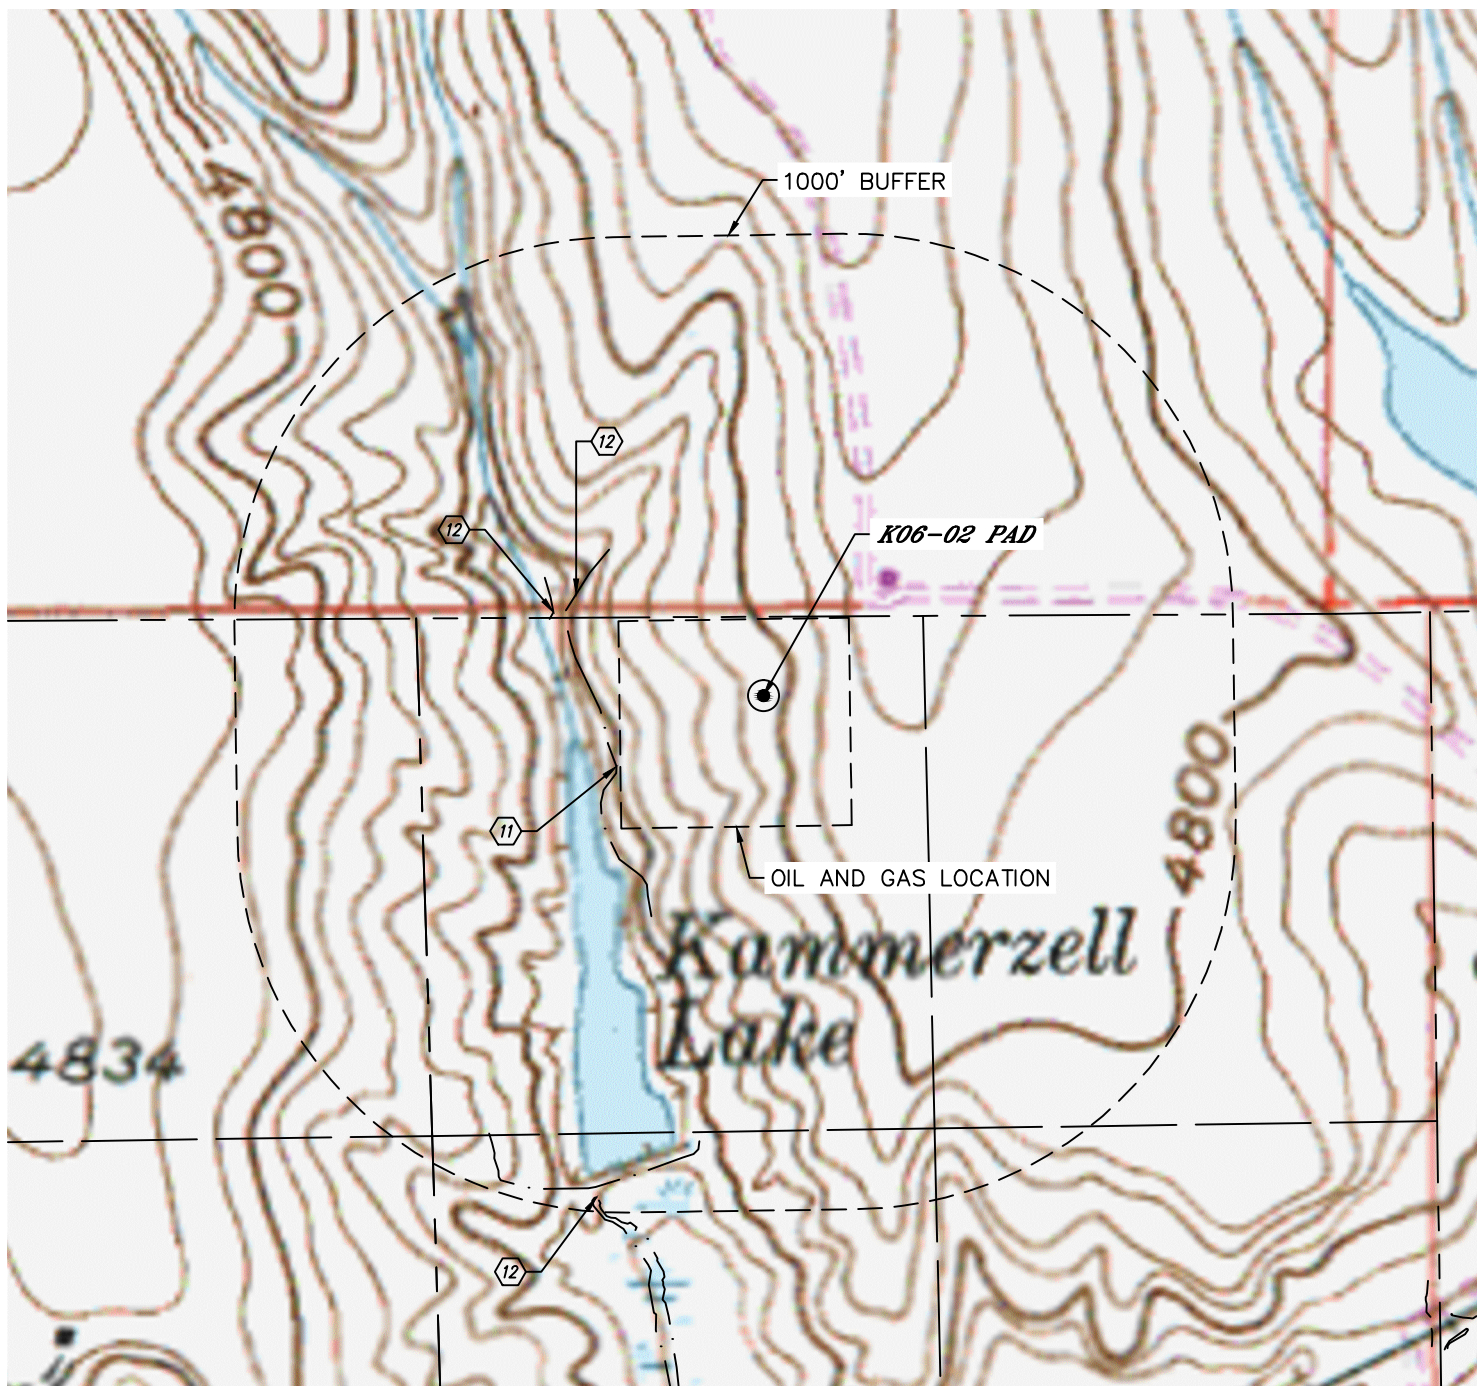 4800
1000' BUFFER
12
12
K06-02 PAD
11
OIL AND GAS LOCATION
4800
Kammerzell
Lake
4834
12